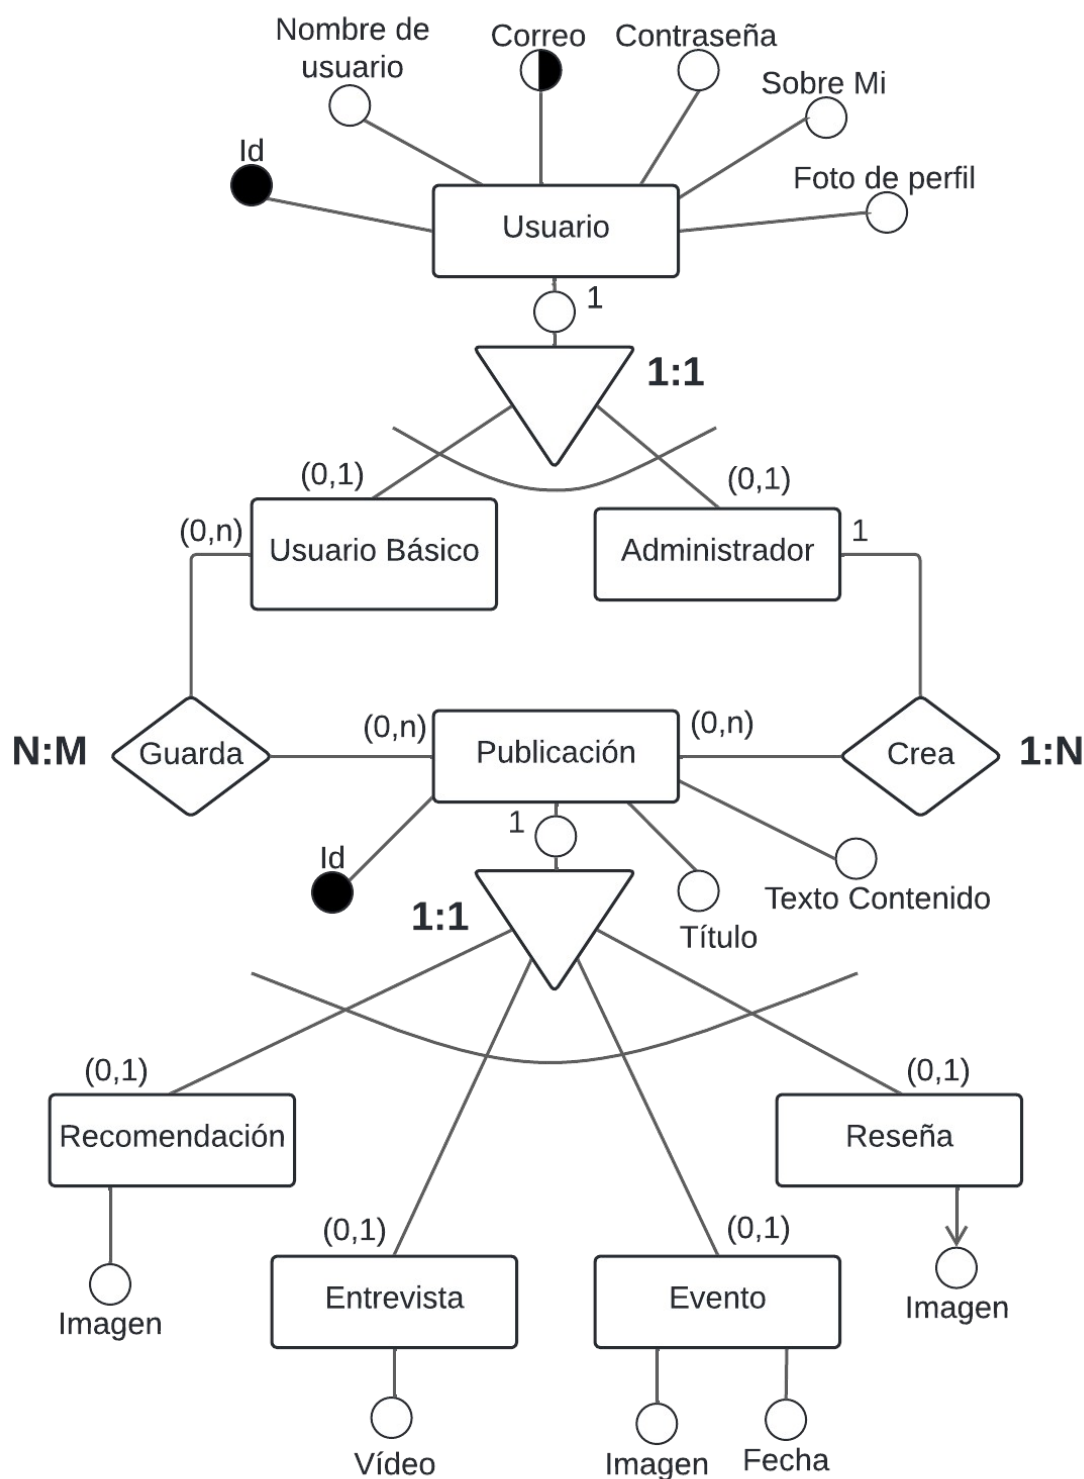 Nombre de
usuario
Correo
Contraseña
Sobre Mi
Id
Foto de perfil
Usuario
1
1:1
(0,1)
(0,1)
(0,n)
Usuario Básico
Administrador
1
N:M
Guarda
(0,n)
Publicación
(0,n)
Crea
1:N
1
Id
1:1
Título
Texto Contenido
(0,1)
(0,1)
Recomendación
Reseña
(0,1)
(0,1)
Imagen
Entrevista
Evento
Imagen
Vídeo
Imagen
Fecha